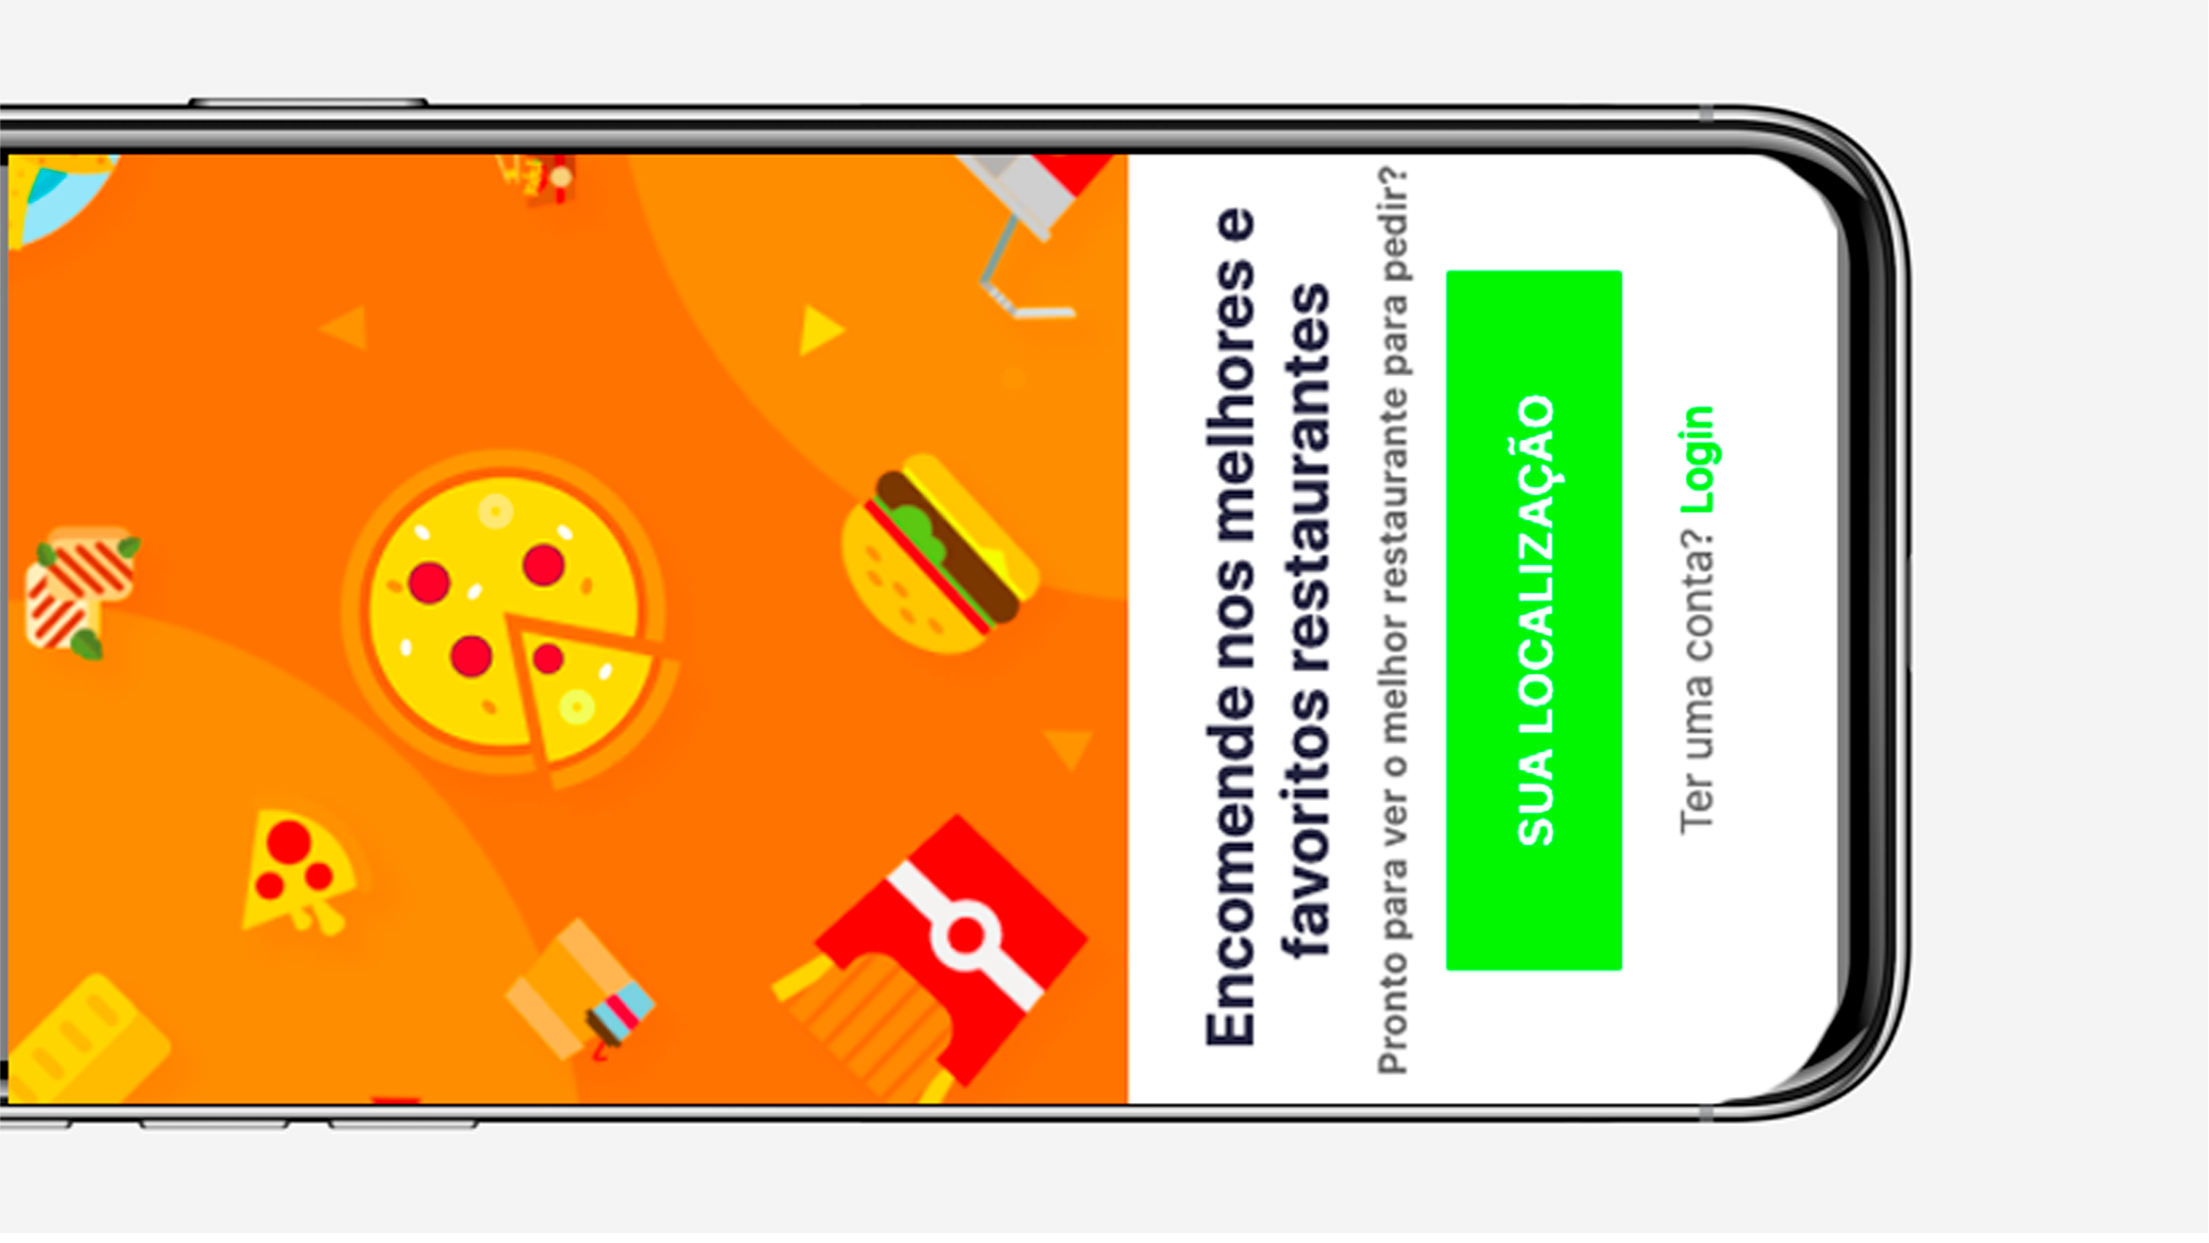 Encomende nos melhores e
favoritos restaurantes
Pronto para ver o melhor restaurante para pedir?
SUA LOCALIZAÇÃO
Ter uma conta? Login